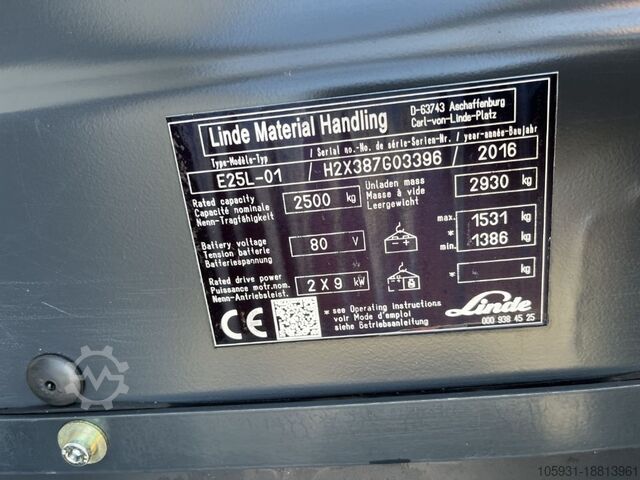 Linde Material Handling
D-63743 Aschaffenburg
Carl-von-Linde-Platz
Type-Modèle-Typ / Serial no.-No. de série-Serien-Nr. / year-année-Baujahr
E25L-01 / H2X387G03396 / 2016
Rated capacity
Capacité nominale
Nenn-Tragfähigkeit
2500 kg
Unladen mass
Masse à vide
Leergewicht
2930 kg
Battery voltage
Tension batterie
Batteriespannung
80 V
max. 1531 kg
*
min. 1386 kg
Rated drive power
Puissance motr.nom.
Nenn-Antriebsleist.
2 X 9 kW
* - kg
CE
* see Operating Instructions
voir Mode d'emploi
siehe Betriebsanleitung
Linde
000 938 45 25
105931-18813961